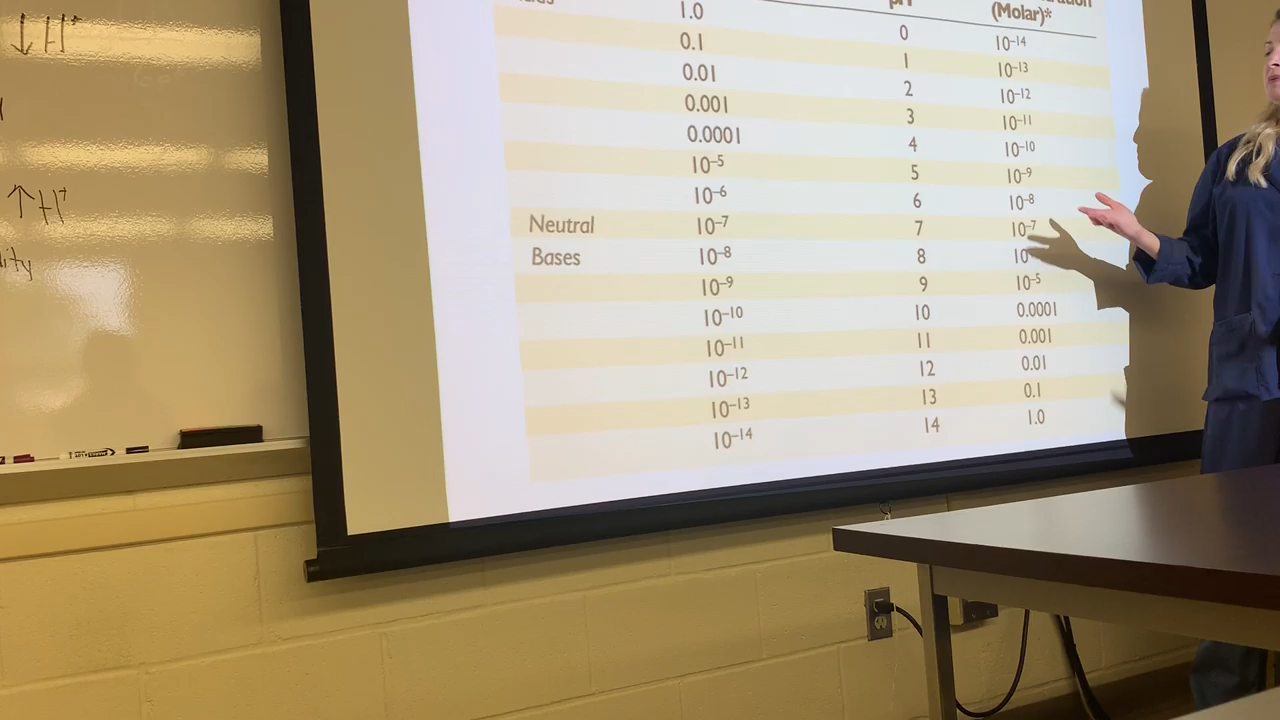 ↓H⁺
↑H⁺
lity
(Molar)*
1.0 0 10–14
0.1 1 10–13
0.01 2 10–12
0.001 3 10–11
0.0001 4 10–10
10–5 5 10–9
10–6 6 10–8
Neutral 10–7 7 10–7
Bases 10–8 8 10
10–9 9 10–5
10–10 10 0.0001
10–11 11 0.001
10–12 12 0.01
10–13 13 0.1
10–14 14 1.0